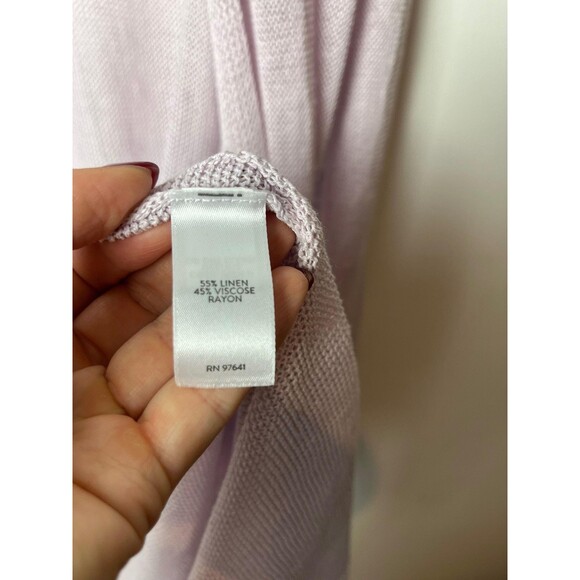 55% LINEN
45% VISCOSE
RAYON
RN 97641